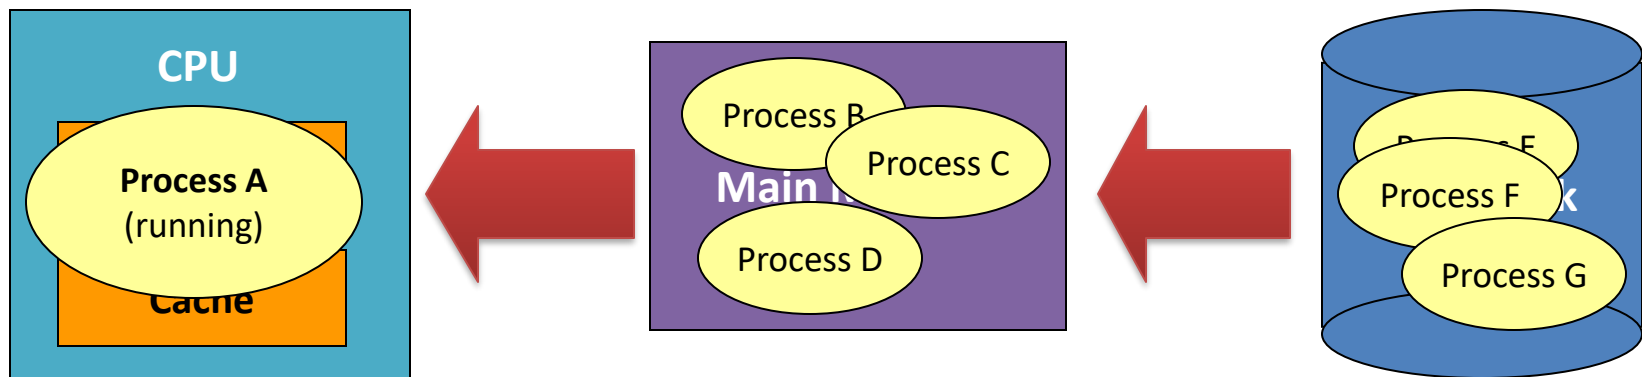 CPU
Process A
(running)
Cache
Process B
Process C
Main
Process D
Process F
Process G